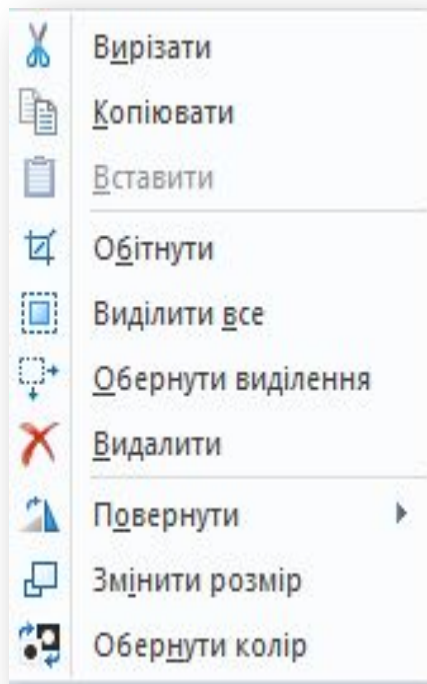 Вирізати
Копіювати
Вставити
Обітнути
Виділити все
Обернути виділення
Видалити
Повернути
Змінити розмір
Обернути колір